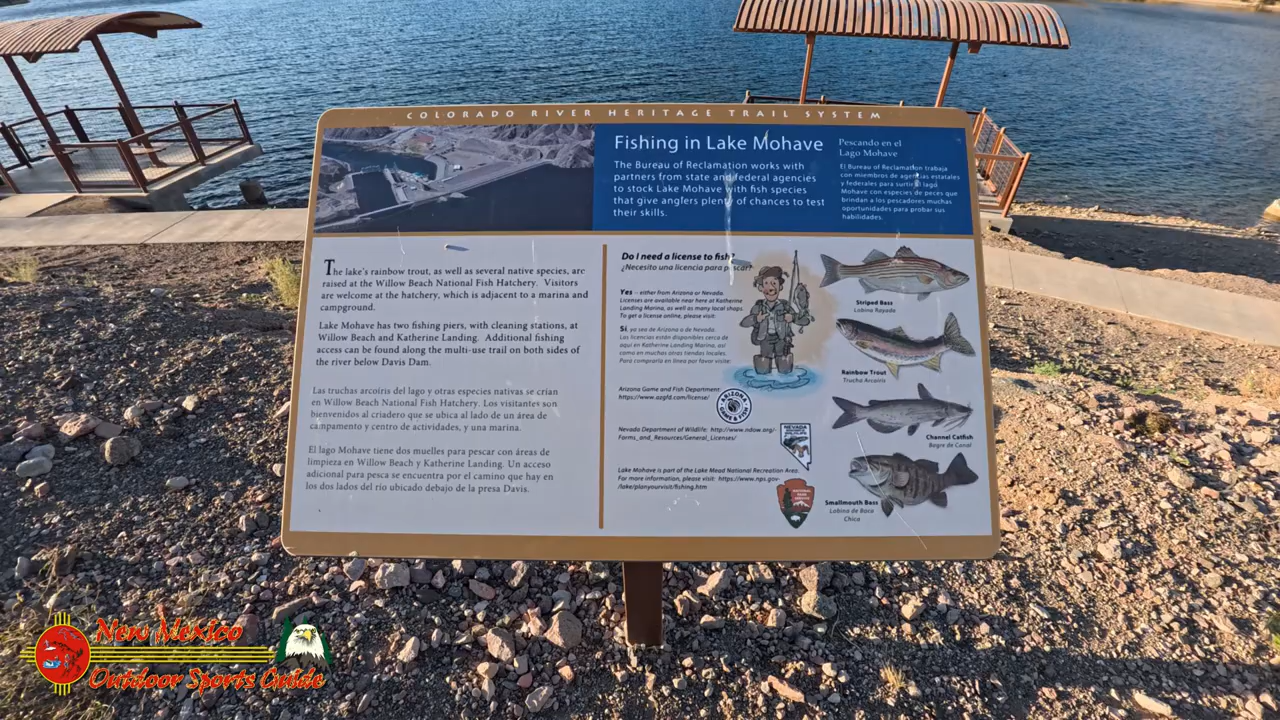 COLORADO RIVER HERITAGE TRAIL SYSTEM
Fishing in Lake Mohave
The Bureau of Reclamation works with
partners from state and federal agencies
to stock Lake Mohave with fish species
that give anglers plenty of chances to test
their skills.
Pescando en el
Lago Mohave
El Bureau of Reclamation trabaja
con miembros de agencias estatales
y federales para surtir el lago
Mohave con especies de peces que
brindan a los pescadores muchas
oportunidades para probar sus
habilidades.
The lake's rainbow trout, as well as several native species, are
raised at the Willow Beach National Fish Hatchery. Visitors
are welcome at the hatchery, which is adjacent to a marina and
campground.
Lake Mohave has two fishing piers, with cleaning stations, at
Willow Beach and Katherine Landing. Additional fishing
access can be found along the multi-use trail on both sides of
the river below Davis Dam.
Las truchas arcoíris del lago y otras especies nativas se crían
en Willow Beach National Fish Hatchery. Los visitantes son
bienvenidos al criadero que se ubica al lado de un área de
campamento y centro de actividades, y una marina.
El lago Mohave tiene dos muelles para pescar con áreas de
limpieza en Willow Beach y Katherine Landing. Un acceso
adicional para pesca se encuentra por el camino que hay en
los dos lados del río ubicado debajo de la presa Davis.
Do I need a license to fish?
¿Necesito una licencia para pescar?
Yes – either from Arizona or Nevada.
Licenses are available near here at Katherine
Landing Marina, as well as many local shops.
To get a license online, please visit:
Sí, ya sea de Arizona o de Nevada.
Las licencias están disponibles cerca de
aquí en Katherine Landing Marina, así
como en muchas otras tiendas locales.
Para comprarla en línea por favor visite:
Arizona Game and Fish Department:
https://www.azgfd.com/license/
ARIZONA
GAME & FISH
Nevada Department of Wildlife: http://www.ndow.org/
Forms_and_Resources/General_Licenses/
NEVADA
Lake Mohave is part of the Lake Mead National Recreation Area.
For more information, please visit: https://www.nps.gov
/lake/planyourvisit/fishing.htm
NATIONAL
PARK
SERVICE
Striped Bass
Lobina Rayada
Rainbow Trout
Trucha Arcoíris
Channel Catfish
Bagre de Canal
Smallmouth Bass
Lobina de Boca
Chica
New Mexico
Outdoor Sports Guide